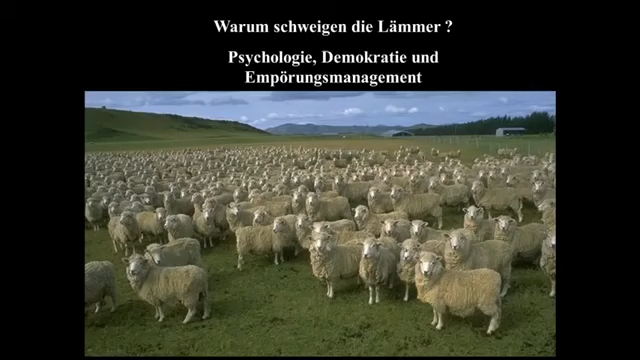 Warum schweigen die Lämmer ?
Psychologie, Demokratie und
Empörungsmanagement